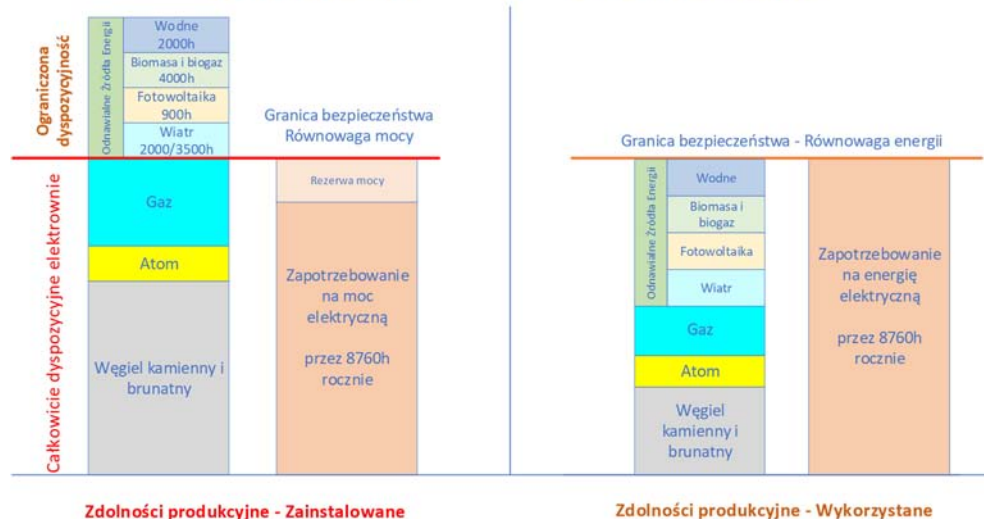 Ograniczona
dyspozycyjność
Całkowicie dyspozycyjne elektrownie
Odnawialne Źródła Energii
Wodne
2000h
Biomasa i biogaz
4000h
Fotowoltaika
900h
Wiatr
2000/3500h
Gaz
Atom
Węgiel kamienny i
brunatny
Granica bezpieczeństwa
Równowaga mocy
Rezerwa mocy
Zapotrzebowanie
na moc
elektryczną
przez 8760h
rocznie
Zdolności produkcyjne - Zainstalowane
Granica bezpieczeństwa - Równowaga energii
Odnawialne Źródła Energii
Wodne
Biomasa i
biogaz
Fotowoltaika
Wiatr
Gaz
Atom
Węgiel
kamienny i
brunatny
Zapotrzebowanie
na energię
elektryczną
przez 8760h
rocznie
Zdolności produkcyjne - Wykorzystane